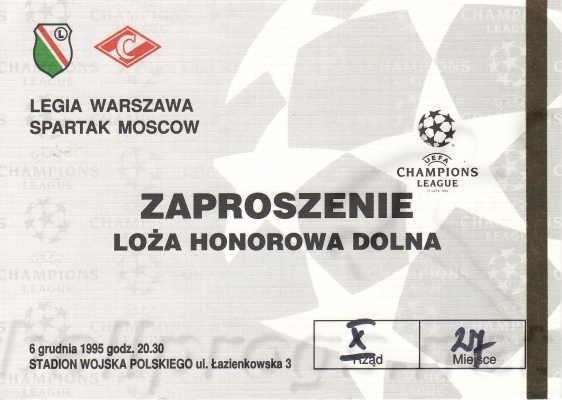 LEGIA WARSZAWA
SPARTAK MOSCOW
UEFA
CHAMPIONS
LEAGUE
ZAPROSZENIE
LOŻA HONOROWA DOLNA
6 grudnia 1995 godz. 20.30
STADION WOJSKA POLSKIEGO ul. Łazienkowska 3
X
Rząd
27
Miejsce